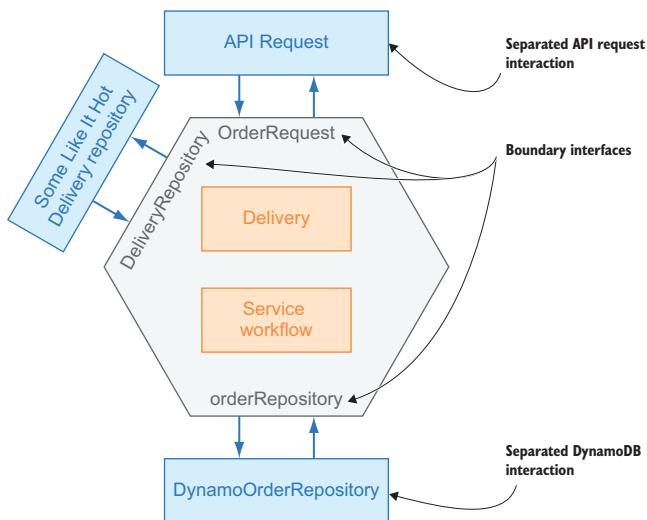 API Request
Separated API request
interaction
Some Like It Hot
Delivery repository
OrderRequest
DeliveryRepository
Boundary interfaces
Delivery
Service
workflow
orderRepository
Separated DynamoDB
interaction
DynamoOrderRepository